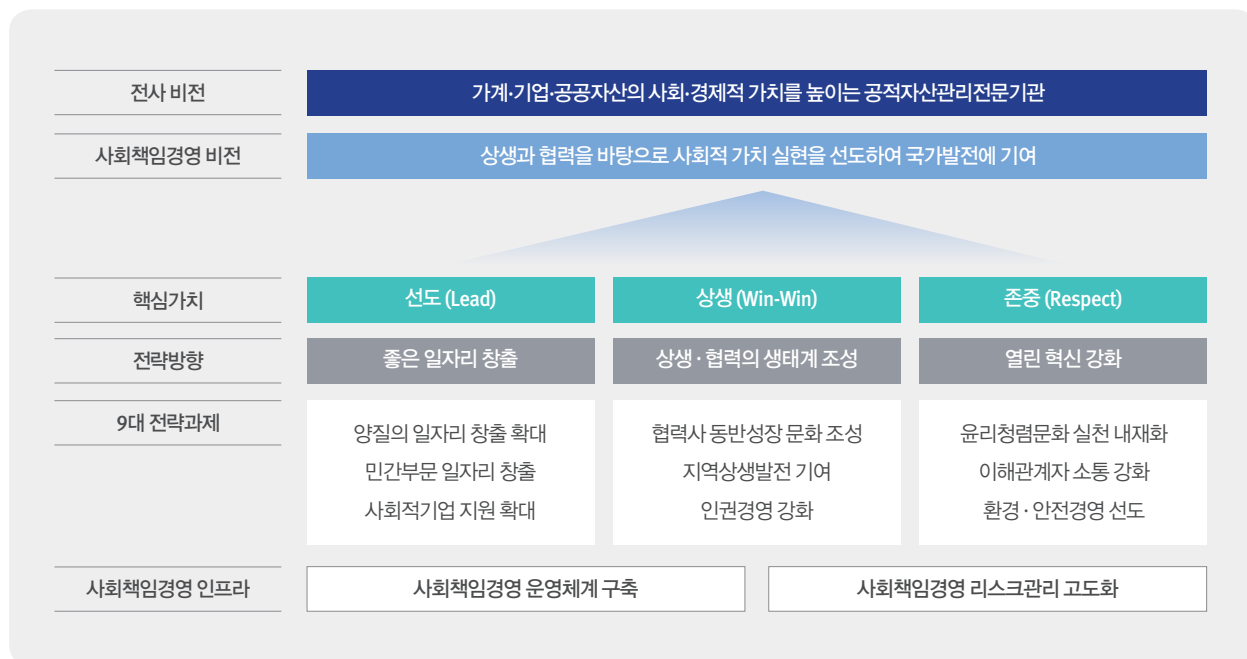 전사 비전
가계·기업·공공자산의 사회·경제적 가치를 높이는 공적자산관리전문기관
사회책임경영 비전
상생과 협력을 바탕으로 사회적 가치 실현을 선도하여 국가발전에 기여
핵심가치
선도 (Lead)
상생 (Win-Win)
존중 (Respect)
전략방향
좋은 일자리 창출
상생 · 협력의 생태계 조성
열린 혁신 강화
9대 전략과제
양질의 일자리 창출 확대
민간부문 일자리 창출
사회적기업 지원 확대
협력사 동반성장 문화 조성
지역상생발전 기여
인권경영 강화
윤리청렴문화 실천 내재화
이해관계자 소통 강화
환경 · 안전경영 선도
사회책임경영 인프라
사회책임경영 운영체계 구축
사회책임경영 리스크관리 고도화